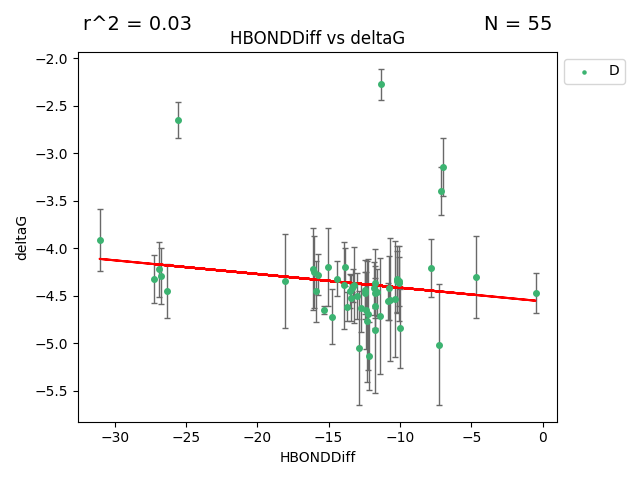 r^2 = 0.03
N = 55
HBONDDiff vs deltaG
D
−2.0
−2.5
−3.0
−3.5
−4.0
−4.5
−5.0
−5.5
deltaG
−30
−25
−20
−15
−10
−5
0
HBONDDiff